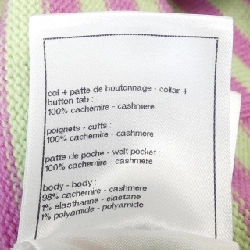 col + patte de boutonnage - collar +
button tab :
100% cachemire - cashmere
poignets - cuffs :
100% cachemire - cashmere
patte de poche - welt pocket :
100% cachemire - cashmere
body - body :
98% cachemire - cashmere
1% élasthanne - elastane
1% polyamide - polyamide